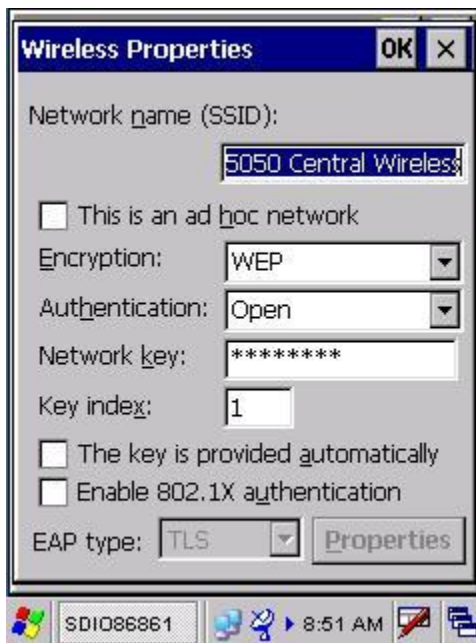 Wireless Properties OK ×
Network name (SSID):
5050 Central Wireless
This is an ad hoc network
Encryption: WEP
Authentication: Open
Network key: ********
Key index: 1
The key is provided automatically
Enable 802.1X authentication
EAP type: TLS Properties
SDIO86861 8:51 AM